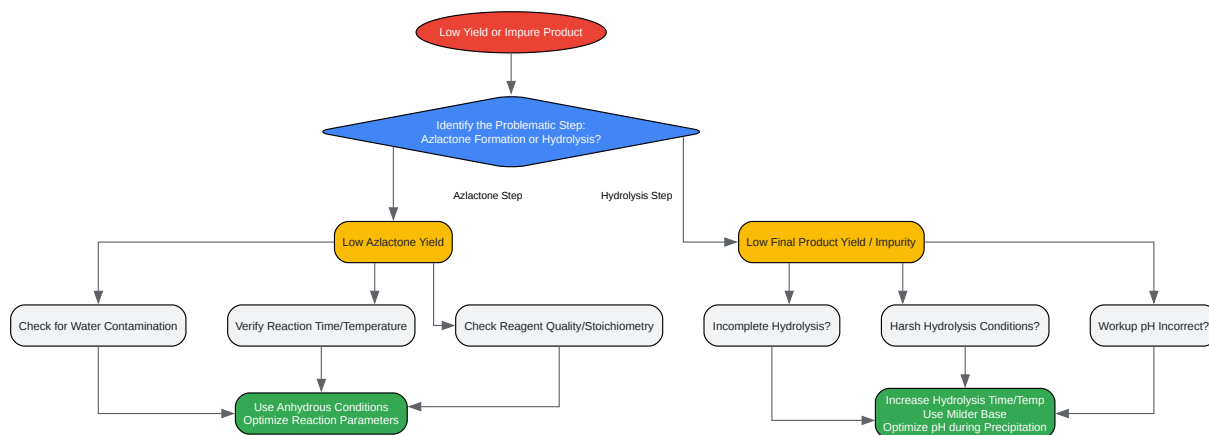 Low Yield or Impure Product
Identify the Problematic Step:
Azlactone Formation or Hydrolysis?
Azlactone Step
Hydrolysis Step
Low Azlactone Yield
Low Final Product Yield / Impurity
Check for Water Contamination
Verify Reaction Time/Temperature
Check Reagent Quality/Stoichiometry
Incomplete Hydrolysis?
Harsh Hydrolysis Conditions?
Workup pH Incorrect?
Use Anhydrous Conditions
Optimize Reaction Parameters
Increase Hydrolysis Time/Temp
Use Milder Base
Optimize pH during Precipitation